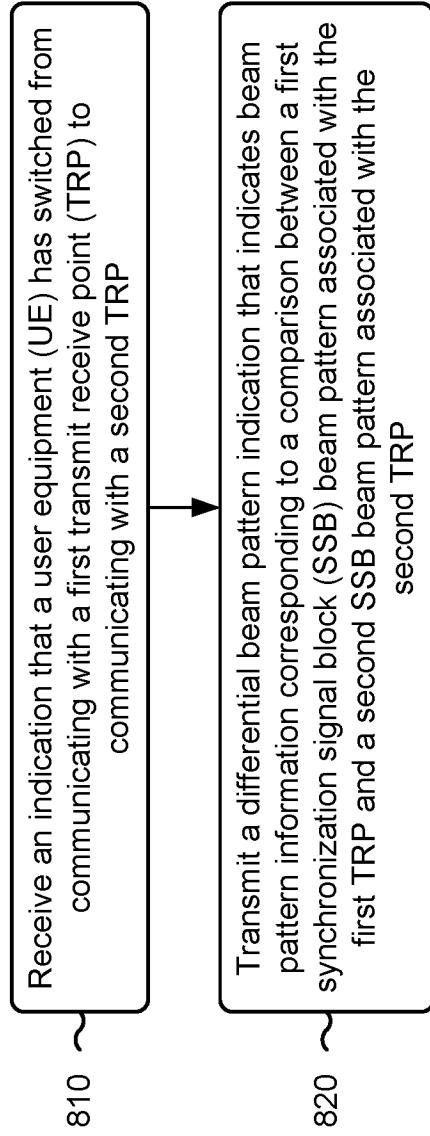 810
Receive an indication that a user equipment (UE) has switched from
communicating with a first transmit receive point (TRP) to
communicating with a second TRP
820
Transmit a differential beam pattern indication that indicates beam
pattern information corresponding to a comparison between a first
synchronization signal block (SSB) beam pattern associated with the
first TRP and a second SSB beam pattern associated with the
second TRP